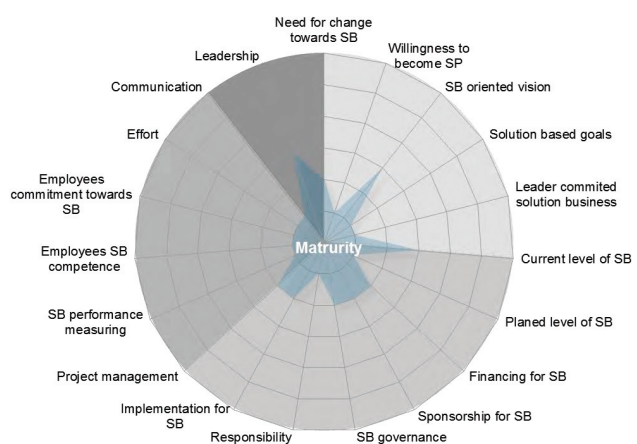 Need for change
towards SB
Willingness to
become SP
SB oriented vision
Solution based goals
Leader commited
solution business
Current level of SB
Planed level of SB
Financing for SB
Sponsorship for SB
SB governance
Responsibility
Implementation for
SB
Project management
SB performance
measuring
Employees SB
competence
Employees
commitment towards
SB
Effort
Communication
Leadership
Matrurity